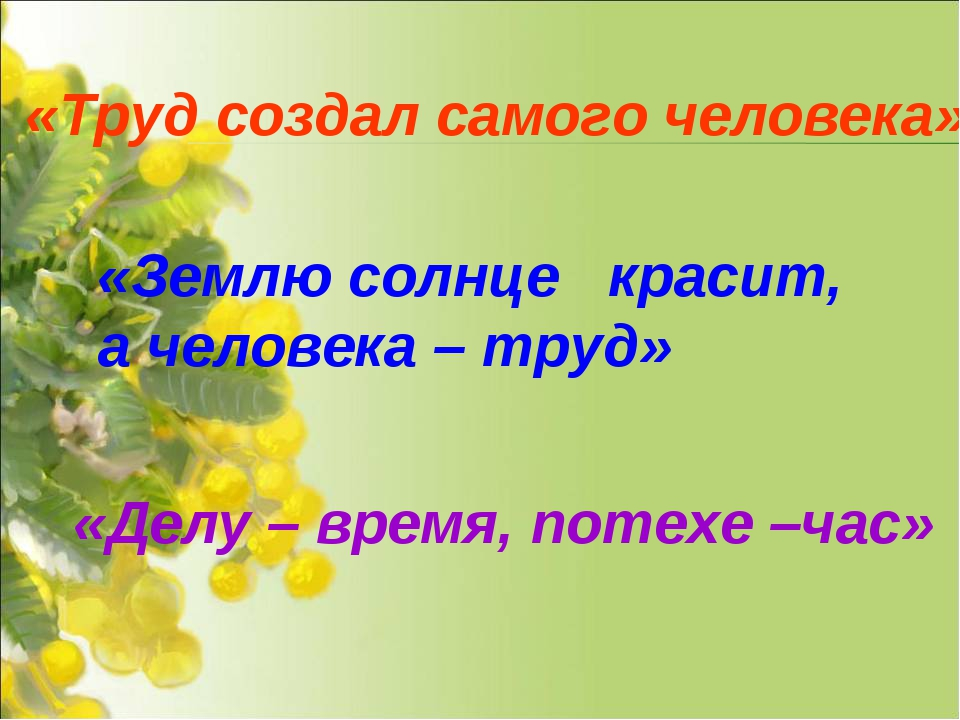 «Труд создал самого человека»
«Землю солнце   красит,
а человека – труд»
«Делу – время, потехе –час»